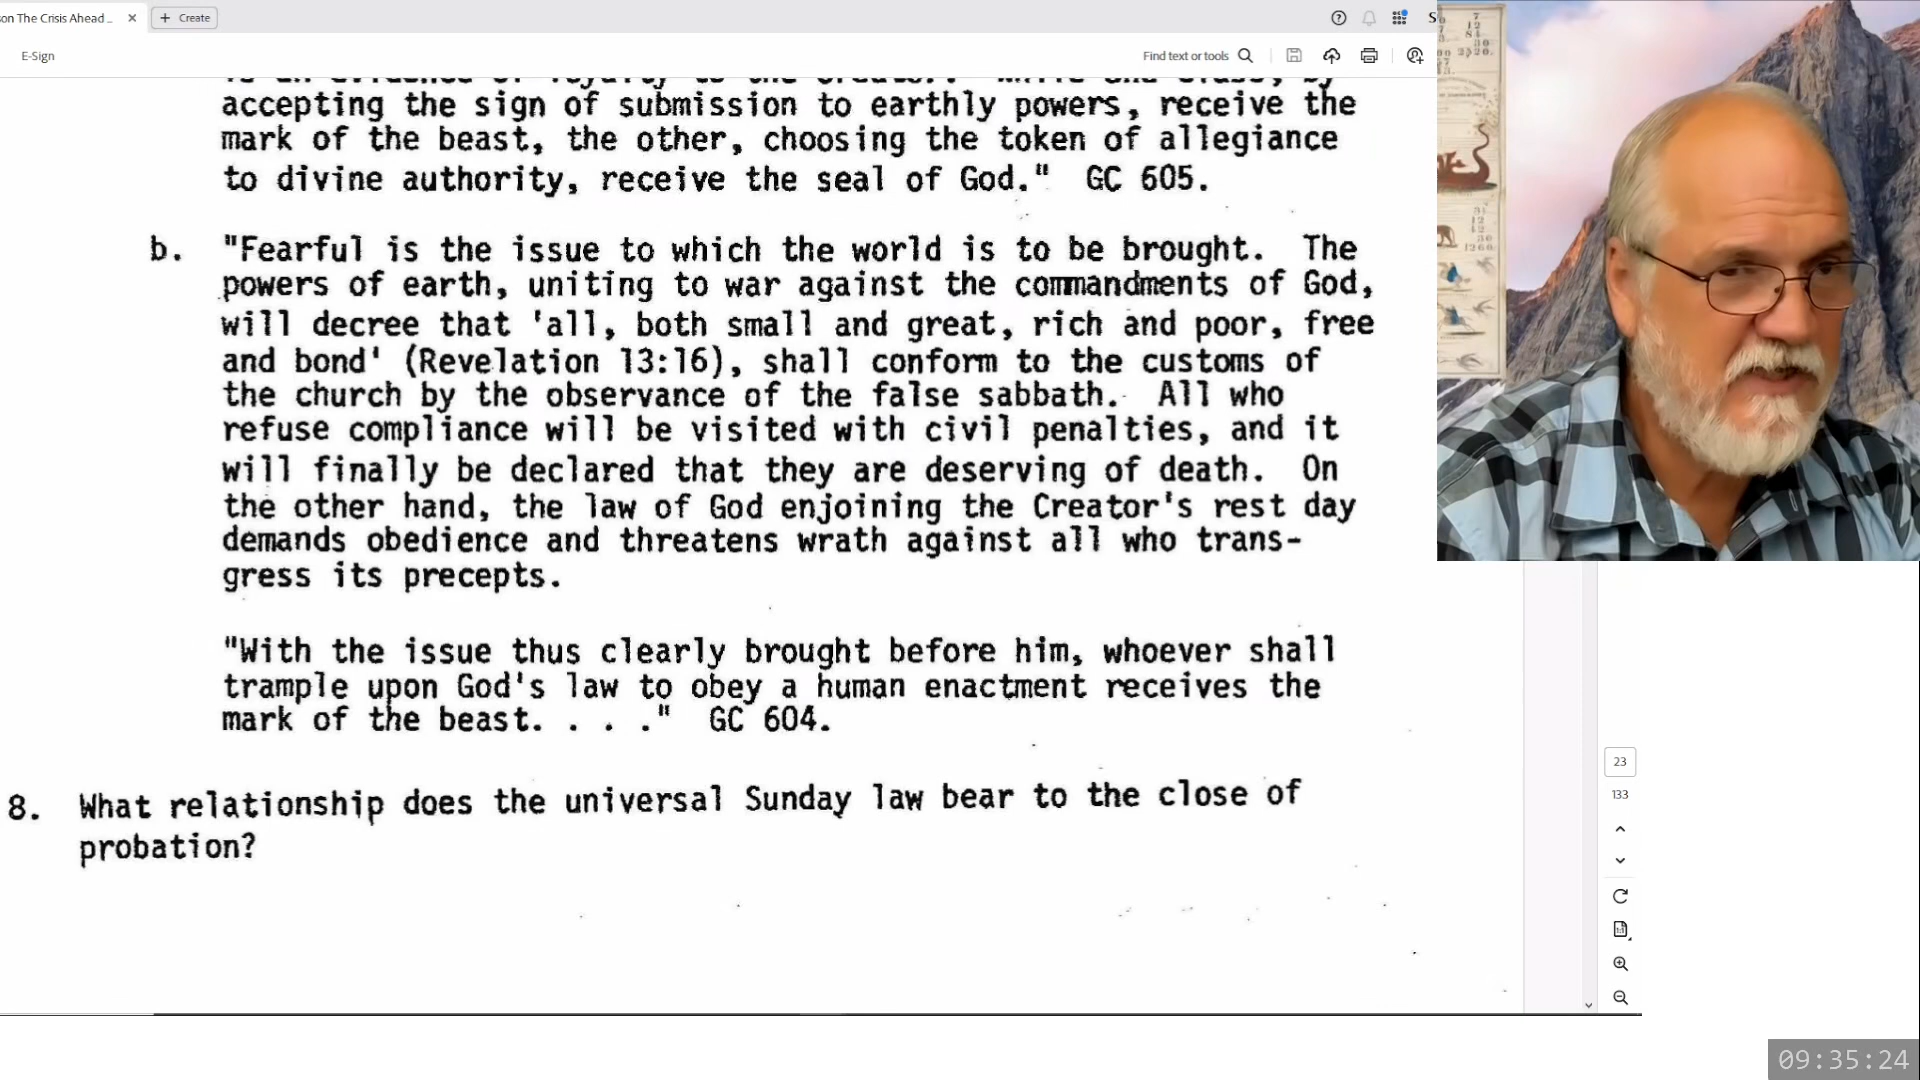 on The Crisis Ahead ...
Create
E-Sign
Find text or tools
accepting the sign of submission to earthly powers, receive the
mark of the beast, the other, choosing the token of allegiance
to divine authority, receive the seal of God." GC 605.
b. "Fearful is the issue to which the world is to be brought. The
powers of earth, uniting to war against the commandments of God,
will decree that 'all, both small and great, rich and poor, free
and bond' (Revelation 13:16), shall conform to the customs of
the church by the observance of the false sabbath. All who
refuse compliance will be visited with civil penalties, and it
will finally be declared that they are deserving of death. On
the other hand, the law of God enjoining the Creator's rest day
demands obedience and threatens wrath against all who trans-
gress its precepts.
"With the issue thus clearly brought before him, whoever shall
trample upon God's law to obey a human enactment receives the
mark of the beast. . . ." GC 604.
8. What relationship does the universal Sunday law bear to the close of
probation?
23
133
09:35:24